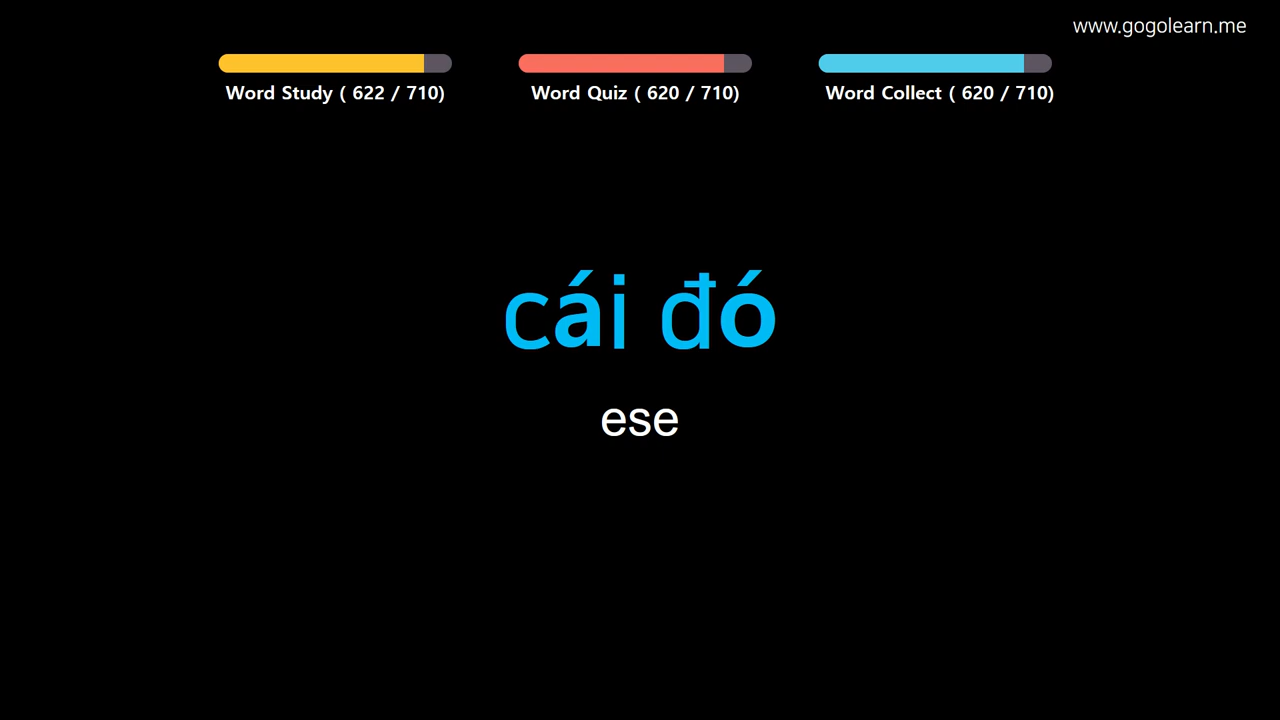 www.gogolearn.me
Word Study ( 622 / 710)
Word Quiz ( 620 / 710)
Word Collect ( 620 / 710)
cái đó
ese